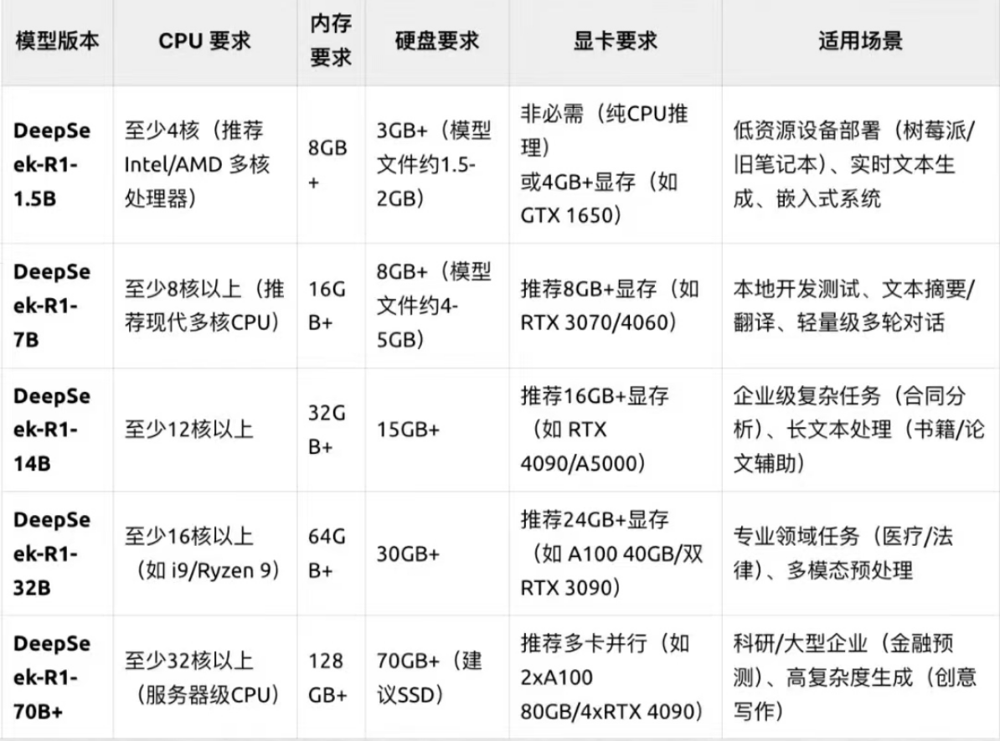 模型版本
CPU 要求
内存
要求
硬盘要求
显卡要求
适用场景
DeepSe
ek-R1-
1.5B
至少4核（推荐
Intel/AMD 多核
处理器）
8GB
+
3GB+（模型
文件约1.5-
2GB）
非必需（纯CPU推
理）
或4GB+显存（如
GTX 1650）
低资源设备部署（树莓派/
旧笔记本）、实时文本生
成、嵌入式系统
DeepSe
ek-R1-
7B
至少8核以上（推
荐现代多核CPU）
16G
B+
8GB+（模型
文件约4-
5GB）
推荐8GB+显存（如
RTX 3070/4060）
本地开发测试、文本摘要/
翻译、轻量级多轮对话
DeepSe
ek-R1-
14B
至少12核以上
32G
B+
15GB+
推荐16GB+显存
（如 RTX
4090/A5000）
企业级复杂任务（合同分
析）、长文本处理（书籍/论
文辅助）
DeepSe
ek-R1-
32B
至少16核以上
（如 i9/Ryzen 9）
64G
B+
30GB+
推荐24GB+显存
（如 A100 40GB/双
RTX 3090）
专业领域任务（医疗/法
律）、多模态预处理
DeepSe
ek-R1-
70B+
至少32核以上
（服务器级CPU）
128
GB+
70GB+（建
议SSD）
推荐多卡并行（如
2xA100
80GB/4xRTX 4090）
科研/大型企业（金融预
测）、高复杂度生成（创意
写作）